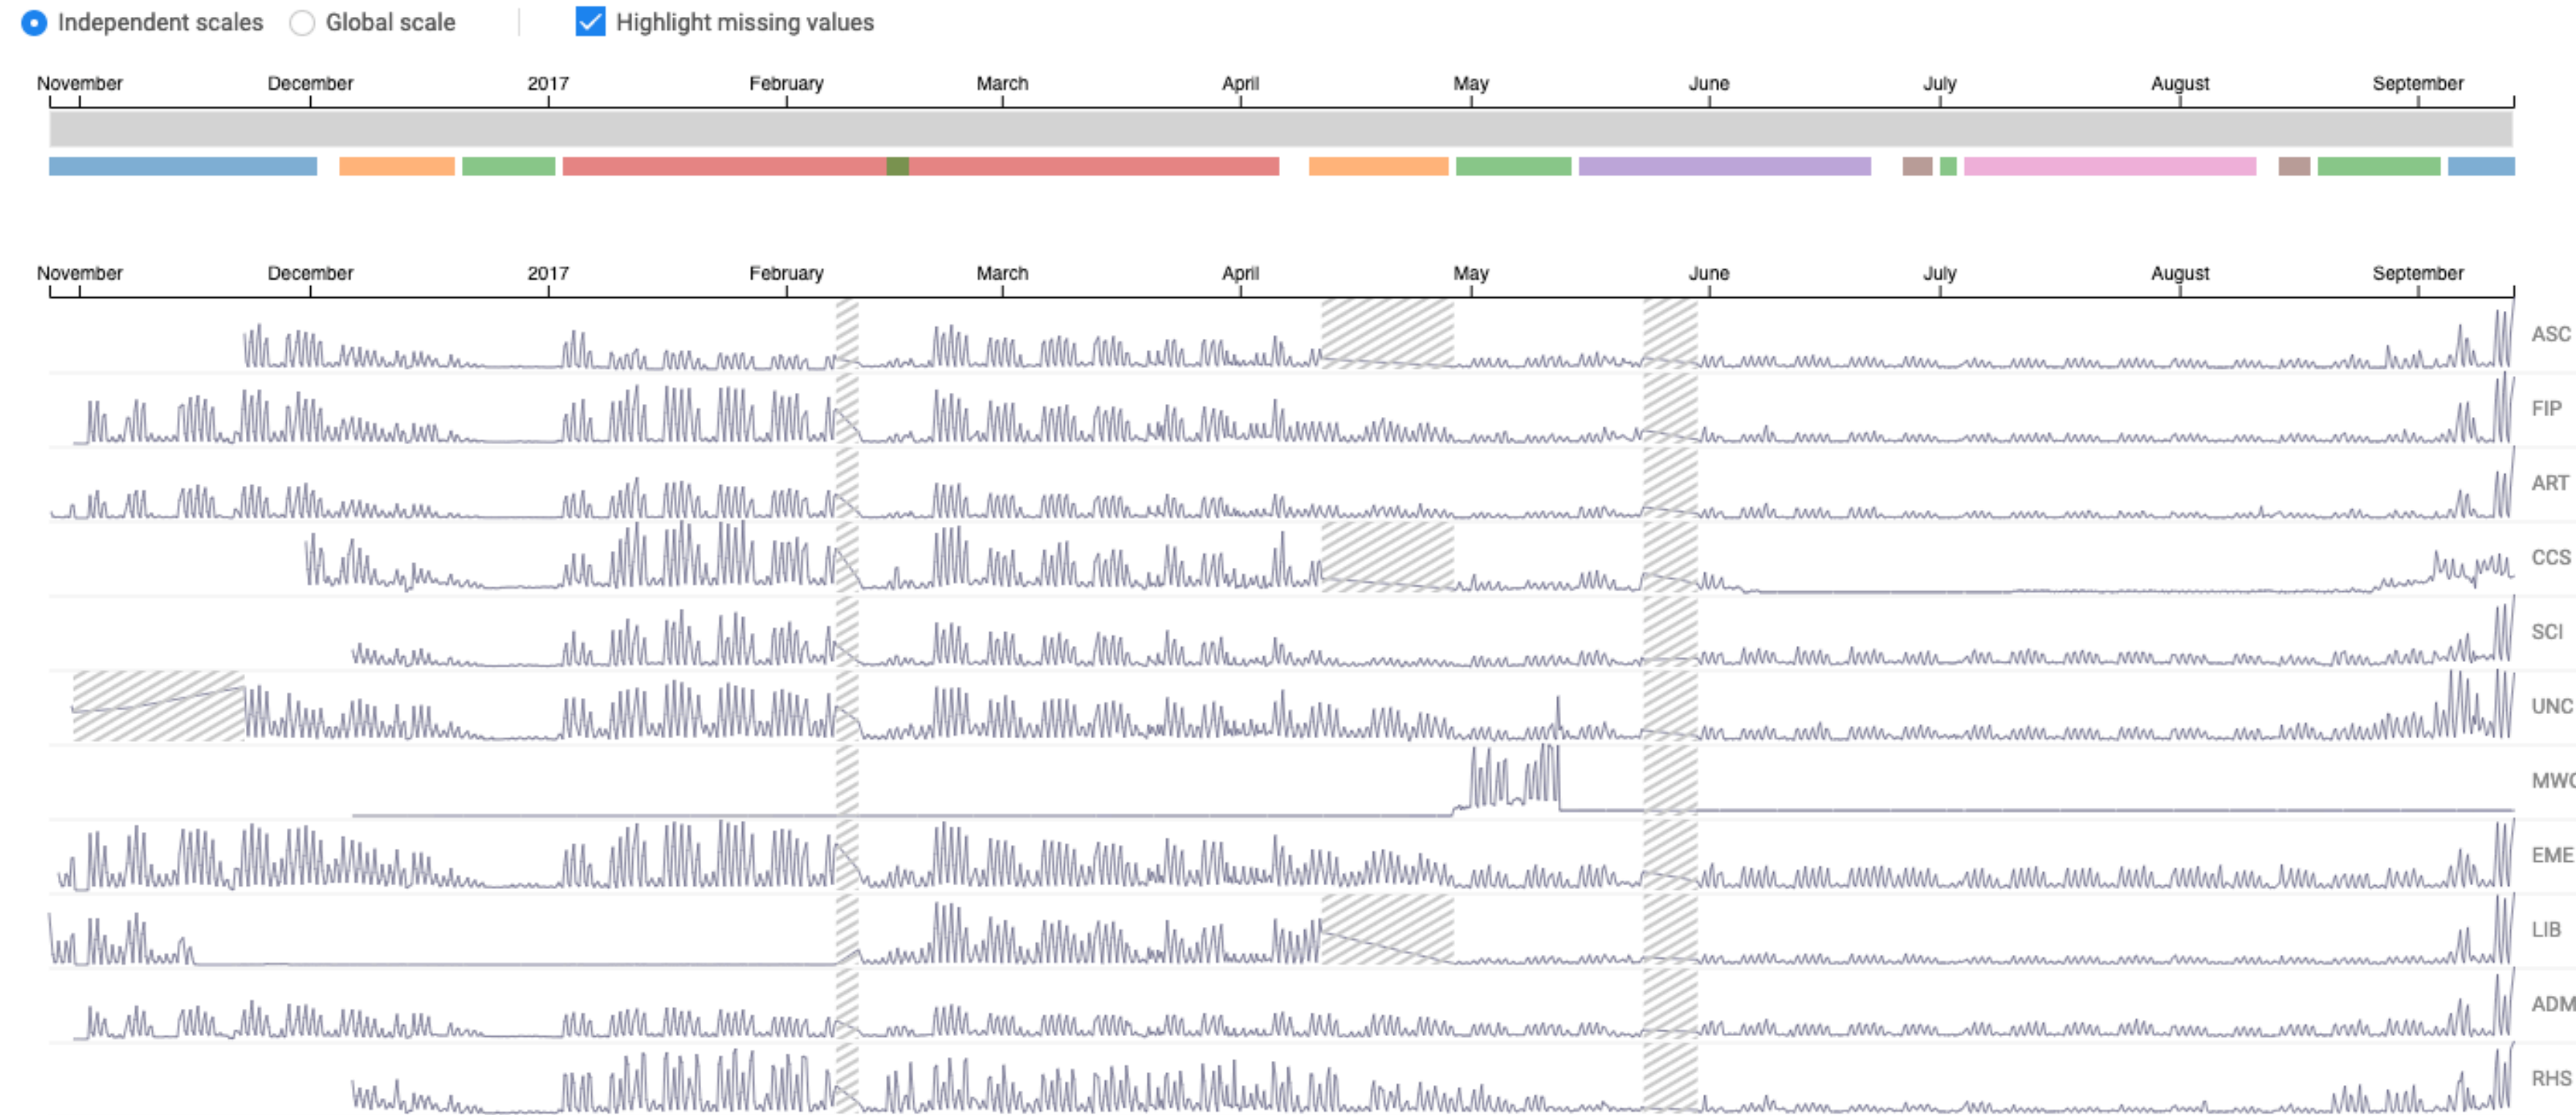 Independent scales Global scale Highlight missing values
November December 2017 February March April May June July August September
November December 2017 February March April May June July August September
ASC
FIP
ART
CCS
SCI
UNC
EME
LIB
ADM
RHS